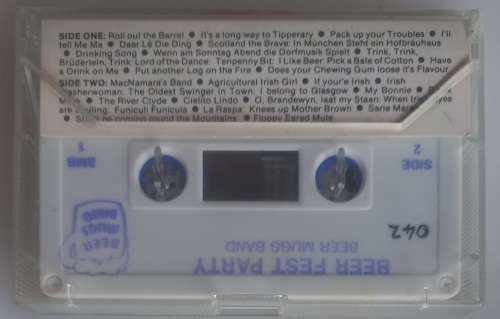 SIDE ONE: Roll out the Barrel ● It's a long way to Tipperary ● Pack up your Troubles ● I'll
tell Me Ma ● Daar Lê Die Ding ● Scotland the Brave: In München Steht ein Hofbräuhaus
● Drinking Song ● Wenn am Sonntag Abend die Dorfmusik Spielt ● Trink, Trink,
Brüderlein, Trink: Lord of the Dance: Tenpenny Bit: I Like Beer: Pick a Bale of Cotton ● Have
a Drink on Me ● Put another Log on the Fire ● Does your Chewing Gum loose it's Flavour
SIDE TWO: MacNamara's Band ● Agricultural Irish Girl ● If your'e Irish ● Irish
Washerwoman: The Oldest Swinger in Town: I belong to Glasgow ● My Bonnie ●
● The River Clyde ● Cielito Lindo ● O, Brandewyn, laat my Staan: When Irish Eyes
are Smiling: Funiculi Funicula ● La Raspa: Knees up Mother Brown ● Sarie
coming round the Mountains ● Floppy Eared Mule
BMB
1
SIDE
2
042
BEER
MUGS
BAND
BEER MUGS BAND
BEER FEST PARTY